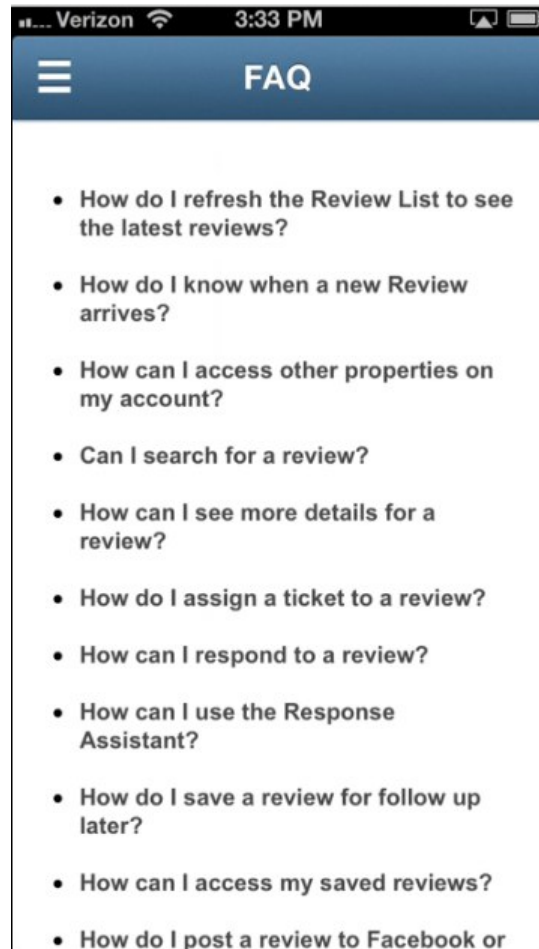 Verizon 3:33 PM
FAQ
• How do I refresh the Review List to see
the latest reviews?
• How do I know when a new Review
arrives?
• How can I access other properties on
my account?
• Can I search for a review?
• How can I see more details for a
review?
• How do I assign a ticket to a review?
• How can I respond to a review?
• How can I use the Response
Assistant?
• How do I save a review for follow up
later?
• How can I access my saved reviews?
• How do I post a review to Facebook or